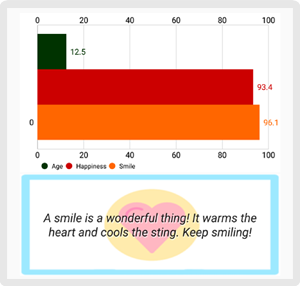 0 20 40 60 80 100
12.5
93.4
0
96.1
0 20 40 60 80 100
Age Happiness Smile
A smile is a wonderful thing! It warms the
heart and cools the sting. Keep smiling!